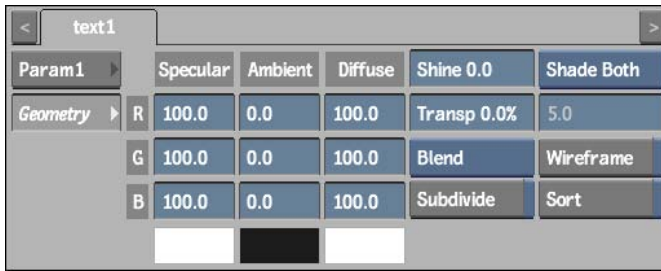 < text1 >
Param1 Specular Ambient Diffuse Shine 0.0 Shade Both
Geometry R 100.0 0.0 100.0 Transp 0.0% 5.0
G 100.0 0.0 100.0 Blend Wireframe
B 100.0 0.0 100.0 Subdivide Sort